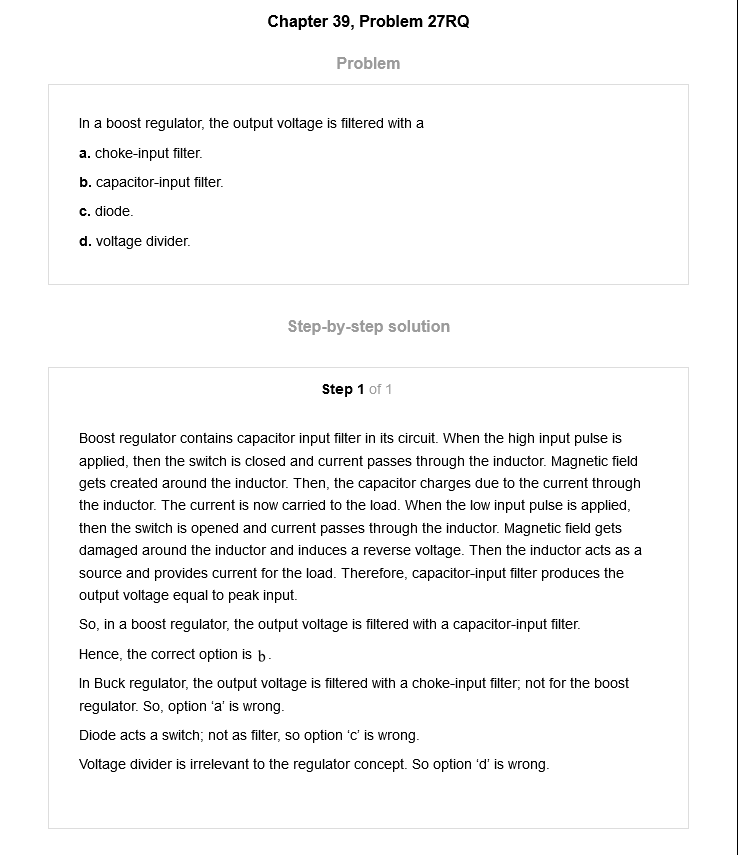 Chapter 39, Problem 27RQ
Problem
In a boost regulator, the output voltage is filtered with a
a. choke-input filter.
b. capacitor-input filter.
c. diode.
d. voltage divider.
Step-by-step solution
Step 1 of 1
Boost regulator contains capacitor input filter in its circuit. When the high input pulse is
applied, then the switch is closed and current passes through the inductor. Magnetic field
gets created around the inductor. Then, the capacitor charges due to the current through
the inductor. The current is now carried to the load. When the low input pulse is applied,
then the switch is opened and current passes through the inductor. Magnetic field gets
damaged around the inductor and induces a reverse voltage. Then the inductor acts as a
source and provides current for the load. Therefore, capacitor-input filter produces the
output voltage equal to peak input.
So, in a boost regulator, the output voltage is filtered with a capacitor-input filter.
Hence, the correct option is b.
In Buck regulator, the output voltage is filtered with a choke-input filter; not for the boost
regulator. So, option ‘a’ is wrong.
Diode acts a switch; not as filter, so option ‘c’ is wrong.
Voltage divider is irrelevant to the regulator concept. So option ‘d’ is wrong.